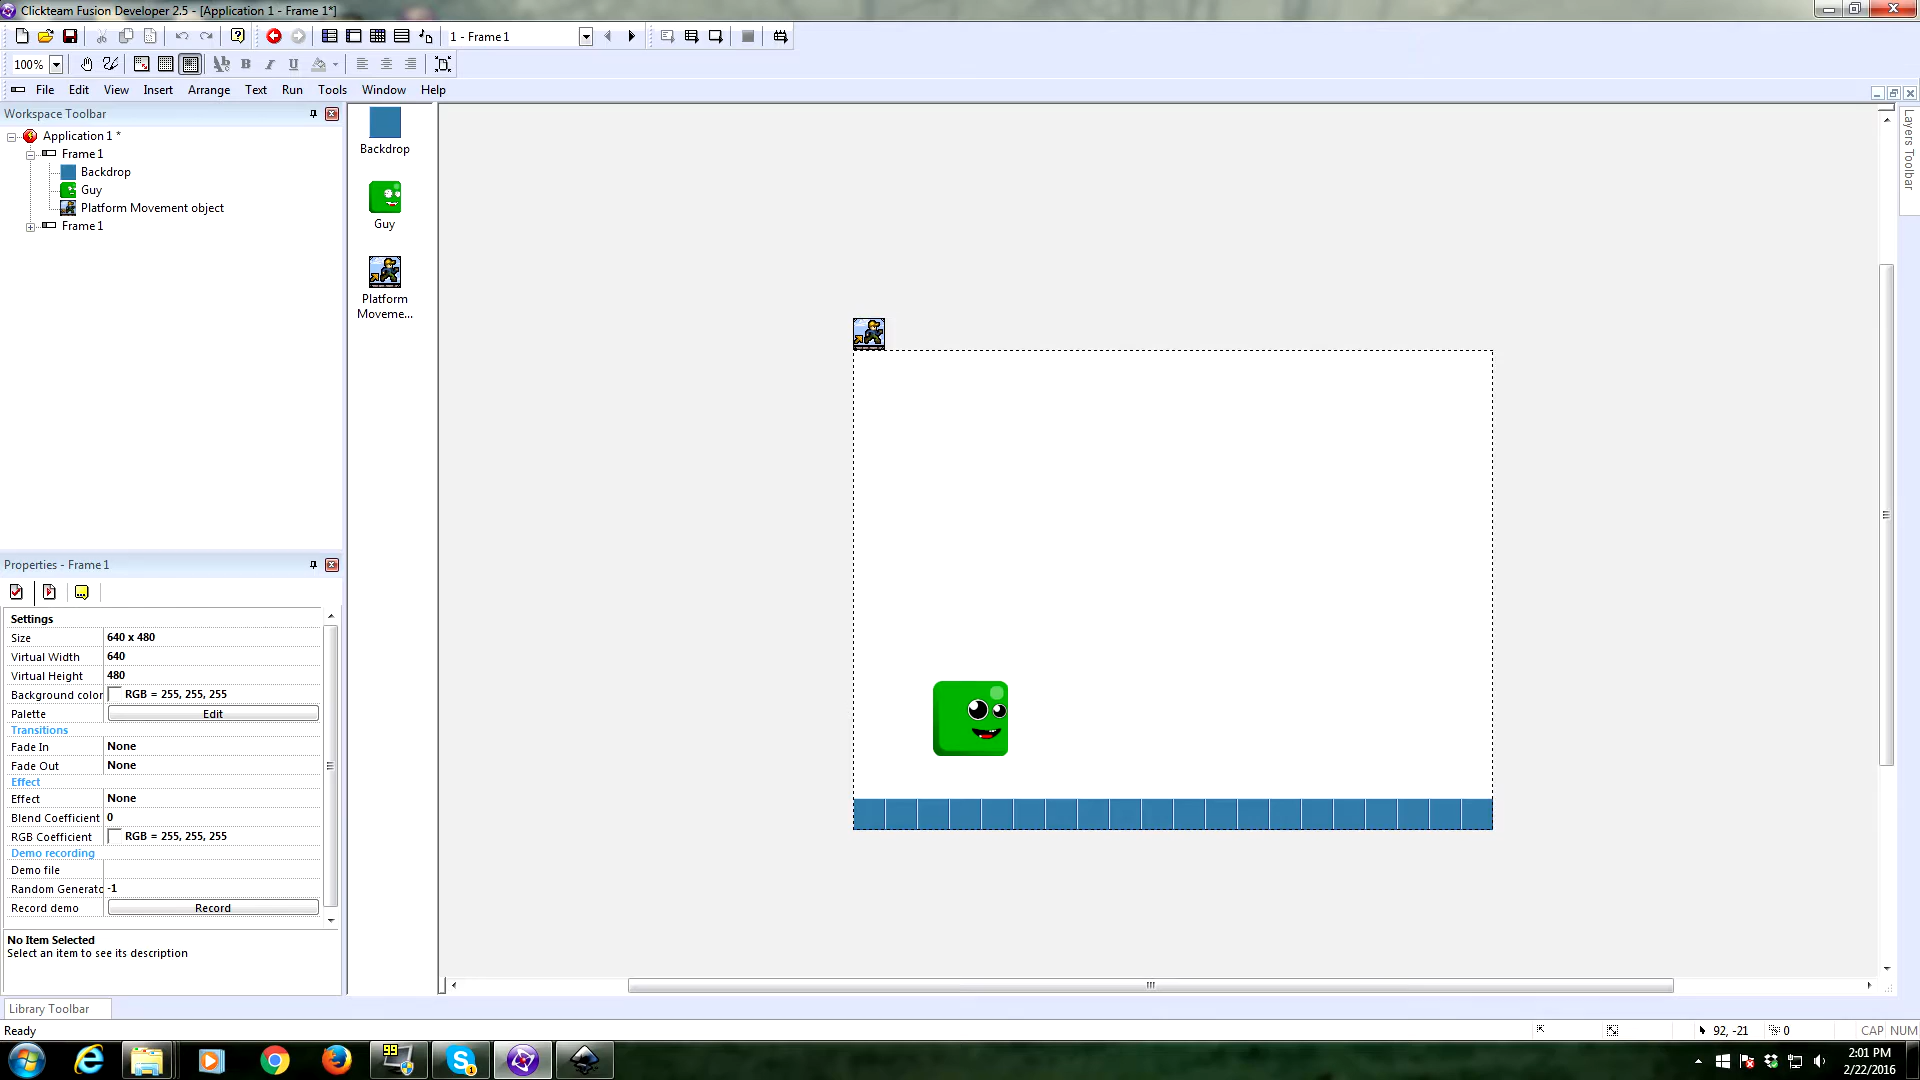 Clickteam Fusion Developer 2.5 - [Application 1 - Frame 1*]
1 - Frame 1
100%
File Edit View Insert Arrange Text Run Tools Window Help
Workspace Toolbar
Application 1 *
Frame 1
Backdrop
Guy
Platform Movement object
Frame 1
Backdrop
Guy
Platform
Moveme...
Layers Toolbar
Properties - Frame 1
Settings
Size 640 x 480
Virtual Width 640
Virtual Height 480
Background color RGB = 255, 255, 255
Palette Edit
Transitions
Fade In None
Fade Out None
Effect
Effect None
Blend Coefficient 0
RGB Coefficient RGB = 255, 255, 255
Demo recording
Demo file
Random Generato -1
Record demo Record
No Item Selected
Select an item to see its description
Library Toolbar
Ready 92, -21 0 CAP NUM
99
2:01 PM
2/22/2016